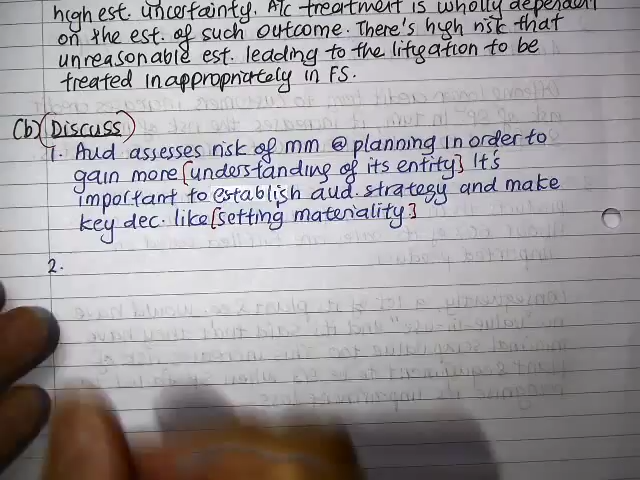 high est. uncertainty. A/c treatment is wholly dependent
on the est. of such outcome. There's high risk that
unreasonable est. leading to the litigation to be
treated inappropriately in FS.
(b) Discuss
1. Aud assesses risk of mm @ planning in order to
gain more [understanding of its entity] It's
important to establish aud. strategy and make
key dec. like [setting materiality]
2.